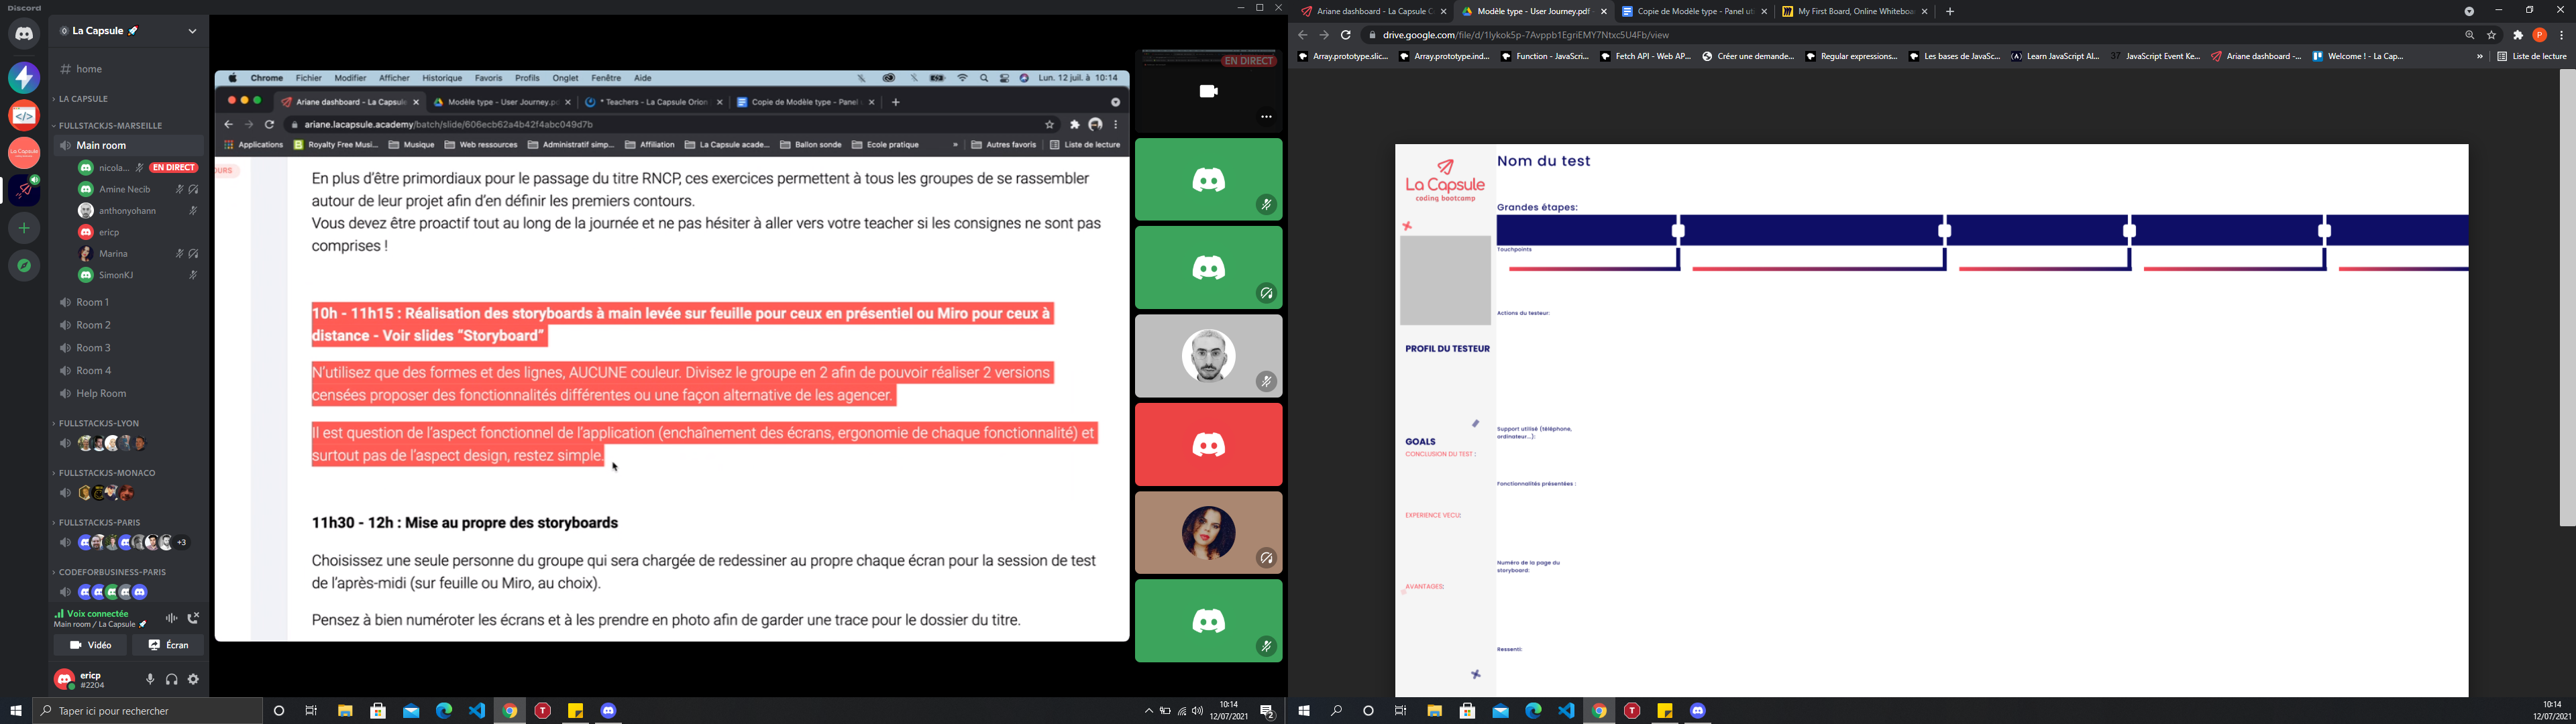 Discord
La Capsule 🚀
home
LA CAPSULE
FULLSTACKJS-MARSEILLE
Main room
nicola... EN DIRECT
Amine Necib
anthonyohann
ericp
Marina
SimonKJ
Room 1
Room 2
Room 3
Room 4
Help Room
FULLSTACKJS-LYON
FULLSTACKJS-MONACO
FULLSTACKJS-PARIS
+3
CODEFORBUSINESS-PARIS
Voix connectée
Main room / La Capsule 🚀
Vidéo
Écran
ericp
#2204
Chrome Fichier Modifier Afficher Historique Favoris Profils Onglet Fenêtre Aide
Lun. 12 juil. à 10:14
Ariane dashboard - La Capsule
Modèle type - User Journey.p
* Teachers - La Capsule Orion
Copie de Modèle type - Panel
ariane.lacapsule.academy/batch/slide/606ecb62a4b42f4abc049d7b
Applications
Royalty Free Musi...
Musique
Web ressources
Administratif simp...
Affiliation
La Capsule acade...
Ballon sonde
Ecole pratique
»
Autres favoris
Liste de lecture
OURS
En plus d'être primordiaux pour le passage du titre RNCP, ces exercices permettent à tous les groupes de se rassembler
autour de leur projet afin d'en définir les premiers contours.
Vous devez être proactif tout au long de la journée et ne pas hésiter à aller vers votre teacher si les consignes ne sont pas
comprises !
10h - 11h15 : Réalisation des storyboards à main levée sur feuille pour ceux en présentiel ou Miro pour ceux à
distance - Voir slides "Storyboard"
N'utilisez que des formes et des lignes, AUCUNE couleur. Divisez le groupe en 2 afin de pouvoir réaliser 2 versions
censées proposer des fonctionnalités différentes ou une façon alternative de les agencer.
Il est question de l'aspect fonctionnel de l'application (enchaînement des écrans, ergonomie de chaque fonctionnalité) et
surtout pas de l'aspect design, restez simple.
11h30 - 12h : Mise au propre des storyboards
Choisissez une seule personne du groupe qui sera chargée de redessiner au propre chaque écran pour la session de test
de l'après-midi (sur feuille ou Miro, au choix).
Pensez à bien numéroter les écrans et à les prendre en photo afin de garder une trace pour le dossier du titre.
EN DIRECT
Taper ici pour rechercher
10:14
12/07/2021
2
Ariane dashboard - La Capsule C
Modèle type - User Journey.pdf
Copie de Modèle type - Panel ut
My First Board, Online Whiteboa
drive.google.com/file/d/1lykok5p-7Avppb1EgriEMY7Ntxc5U4Fb/view
P
Array.prototype.slic...
Array.prototype.ind...
Function - JavaScri...
Fetch API - Web AP...
Créer une demande...
Regular expressions...
Les bases de JavaSc...
Learn JavaScript Al...
JavaScript Event Ke...
Ariane dashboard -...
Welcome ! - La Cap...
»
Liste de lecture
La Capsule
coding bootcamp
PROFIL DU TESTEUR
GOALS
CONCLUSION DU TEST :
EXPERIENCE VECU:
AVANTAGES:
Nom du test
Grandes étapes:
Touchpoints
Actions du testeur:
Support utilisé (téléphone,
ordinateur...):
Fonctionnalités présentées :
Numéro de la page du
storyboard:
Ressenti:
10:14
12/07/2021